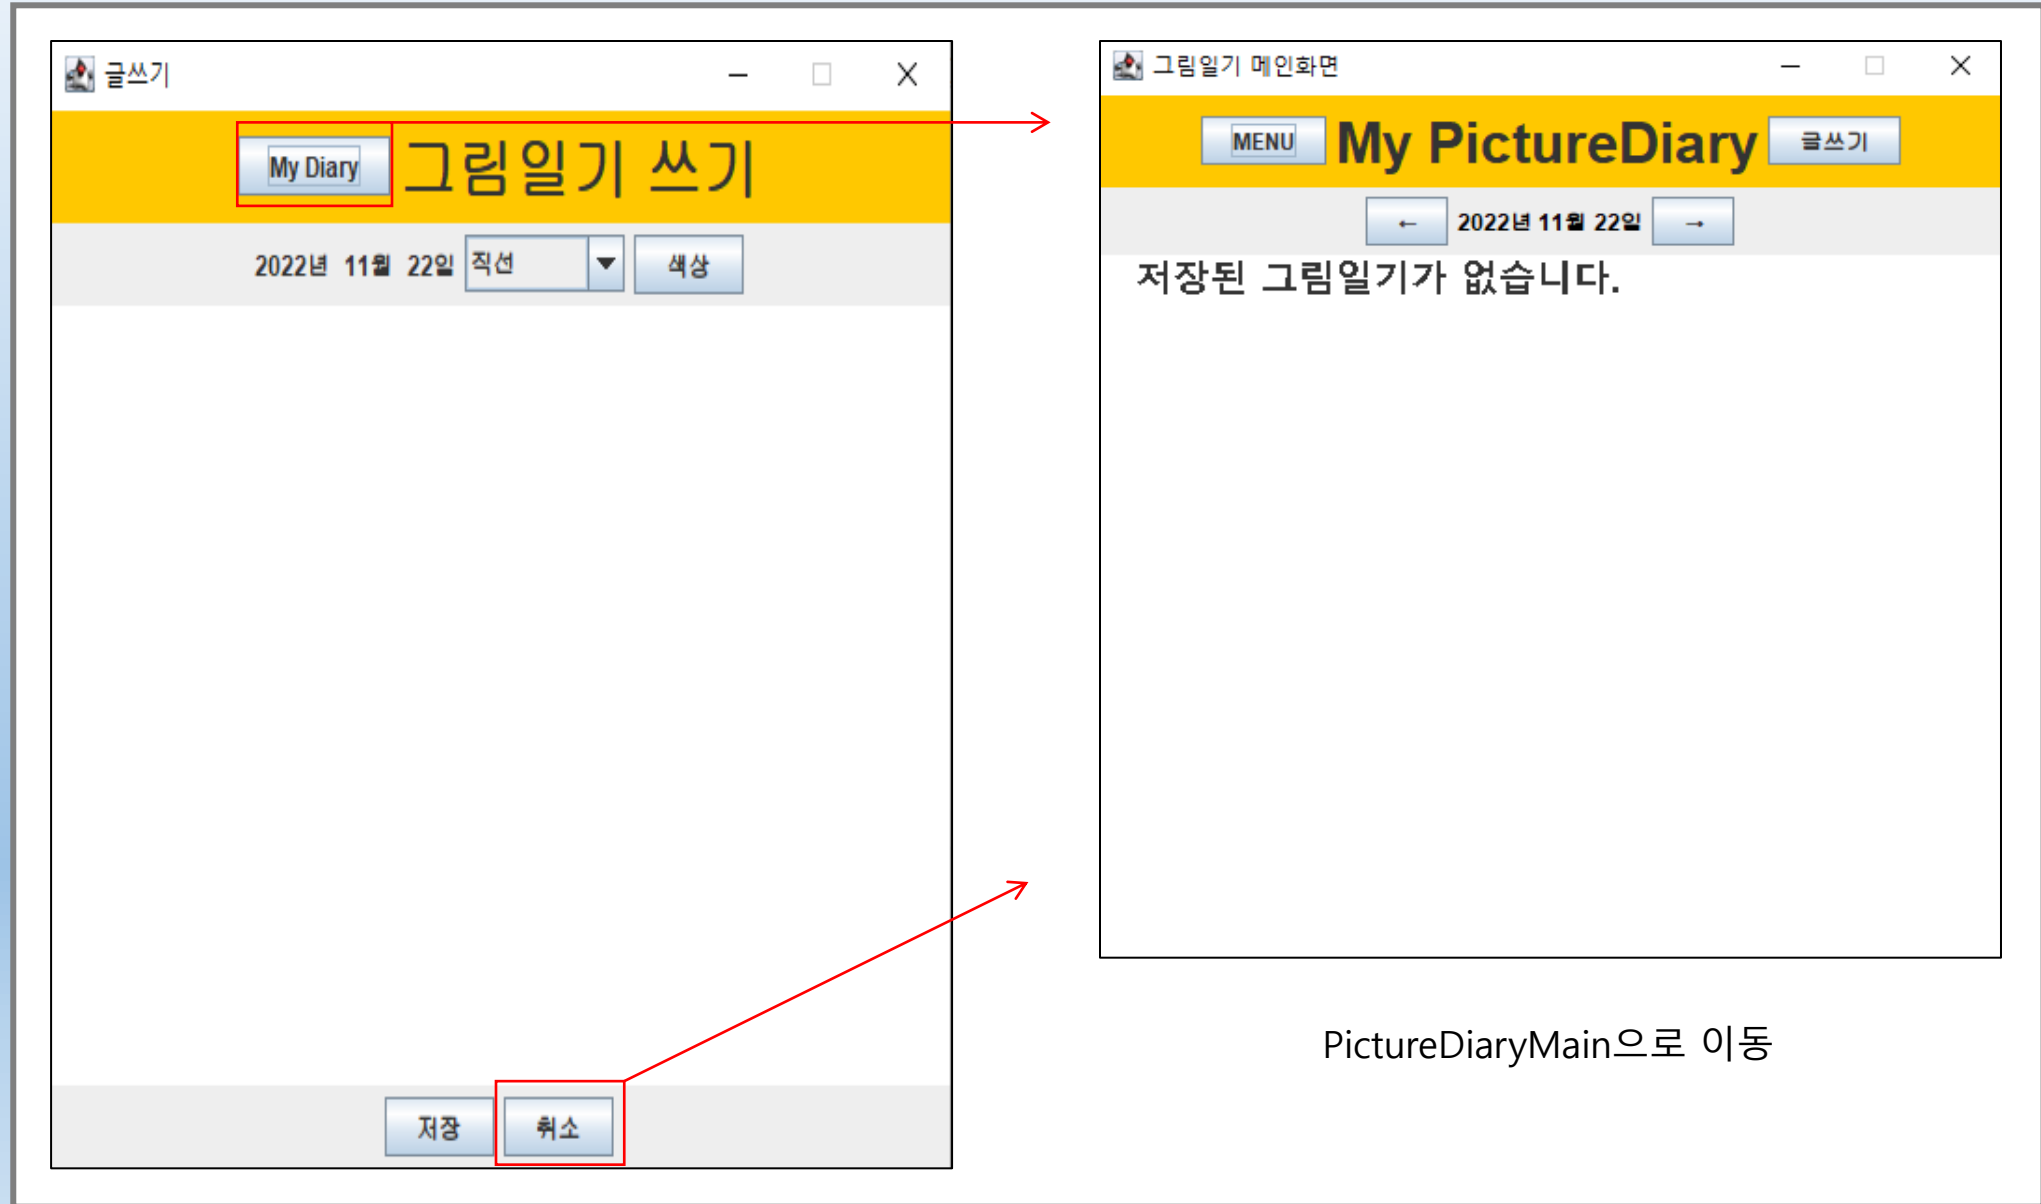 글쓰기
My Diary 그림일기 쓰기
2022년 11월 22일 직선 색상
저장 취소
그림일기 메인화면
MENU My PictureDiary 글쓰기
← 2022년 11월 22일 →
저장된 그림일기가 없습니다.
PictureDiaryMain으로 이동